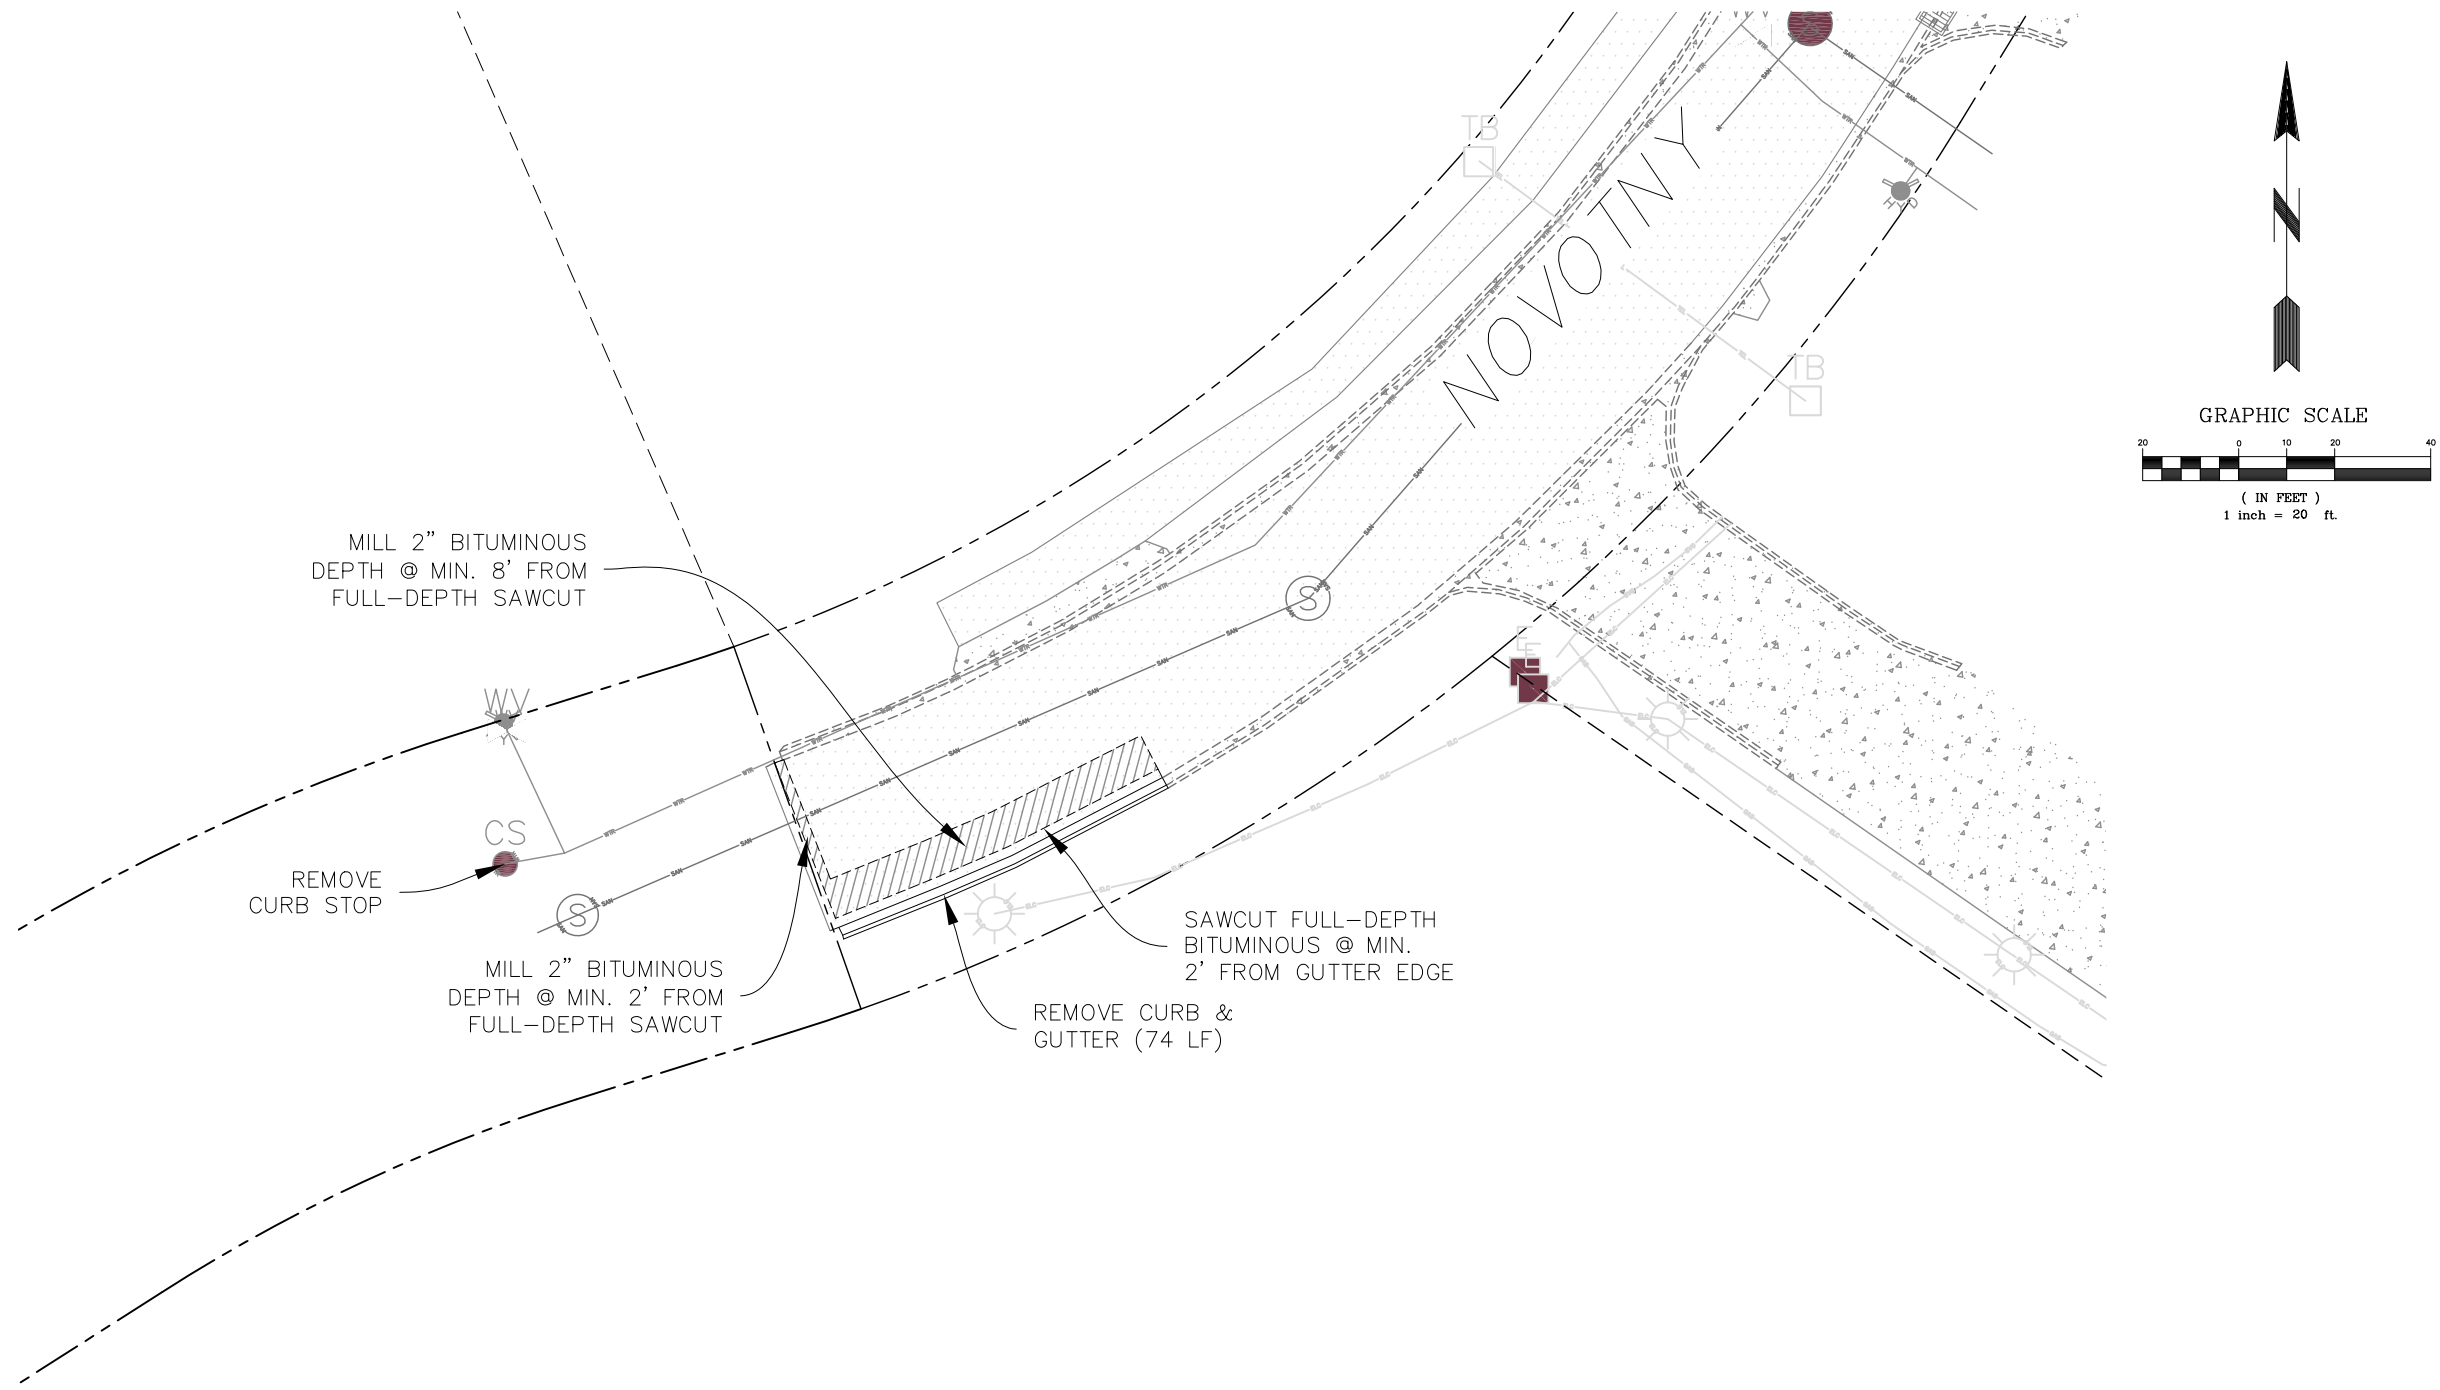 TB
NOVOTNY
HYD
N
GRAPHIC SCALE
20 0 10 20 40
( IN FEET )
1 inch = 20 ft.
TB
MILL 2” BITUMINOUS
DEPTH @ MIN. 8’ FROM
FULL-DEPTH SAWCUT
S
E
E
WV
CS
REMOVE
CURB STOP
S
SAWCUT FULL-DEPTH
BITUMINOUS @ MIN.
2’ FROM GUTTER EDGE
MILL 2” BITUMINOUS
DEPTH @ MIN. 2’ FROM
FULL-DEPTH SAWCUT
REMOVE CURB &
GUTTER (74 LF)